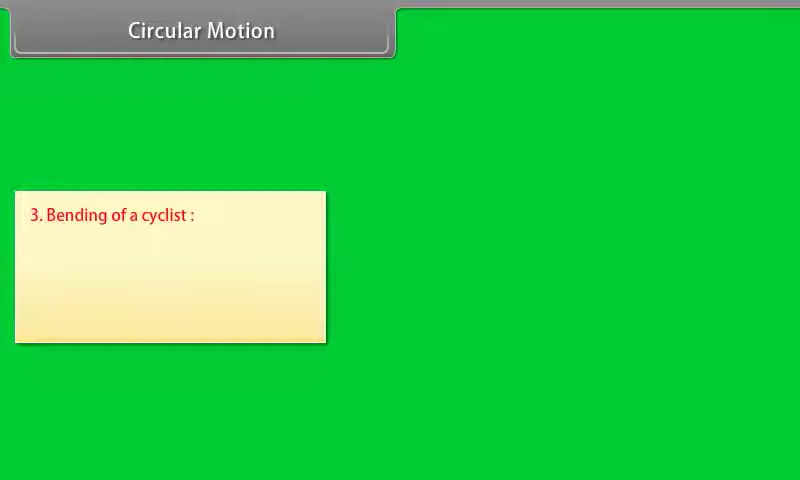 Circular Motion
3. Bending of a cyclist :